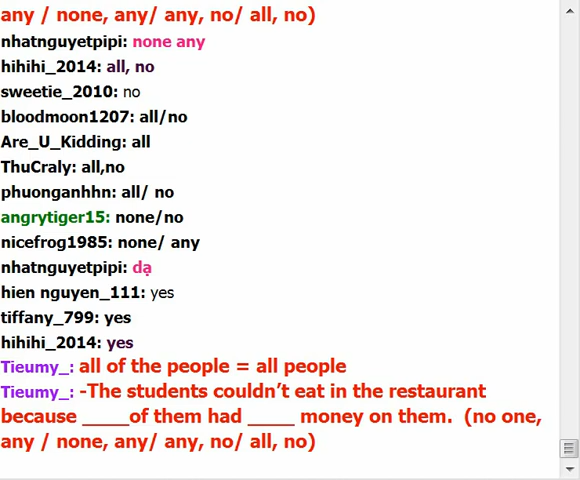 any / none, any/ any, no/ all, no)
nhatnguyetpipi: none any
hihihi_2014: all, no
sweetie_2010: no
bloodmoon1207: all/no
Are_U_Kidding: all
ThuCraly: all,no
phuonganhhn: all/ no
angrytiger15: none/no
nicefrog1985: none/ any
nhatnguyetpipi: dạ
hien nguyen_111: yes
tiffany_799: yes
hihihi_2014: yes
Tieumy_: all of the people = all people
Tieumy_: -The students couldn't eat in the restaurant
because ____of them had ____ money on them. (no one,
any / none, any/ any, no/ all, no)